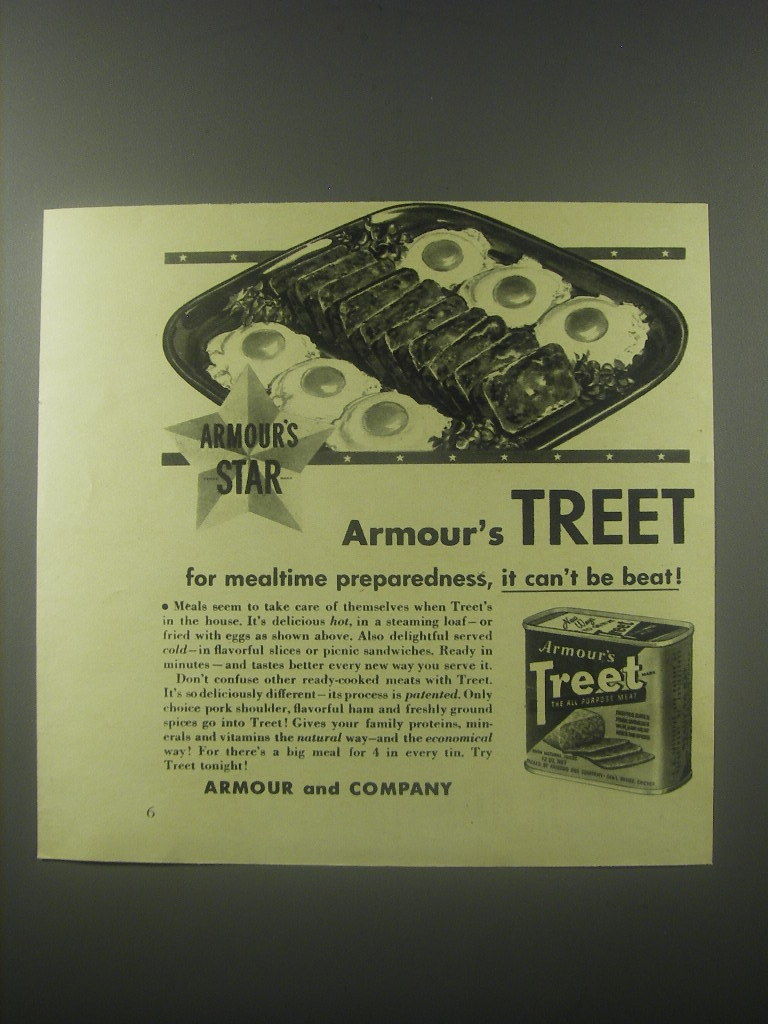 ARMOUR'S
STAR
Armour's TREET
for mealtime preparedness, it can't be beat!
• Meals seem to take care of themselves when Treet's
in the house. It's delicious hot, in a steaming loaf—or
fried with eggs as shown above. Also delightful served
cold—in flavorful slices or picnic sandwiches. Ready in
minutes—and tastes better every new way you serve it.
Don't confuse other ready-cooked meats with Treet.
It's so deliciously different—its process is patented. Only
choice pork shoulder, flavorful ham and freshly ground
spices go into Treet! Gives your family proteins, min-
erals and vitamins the natural way—and the economical
way! For there's a big meal for 4 in every tin. Try
Treet tonight!
ARMOUR and COMPANY
6
Armour's
Treet
THE ALL PURPOSE MEAT
12 OZ. NET